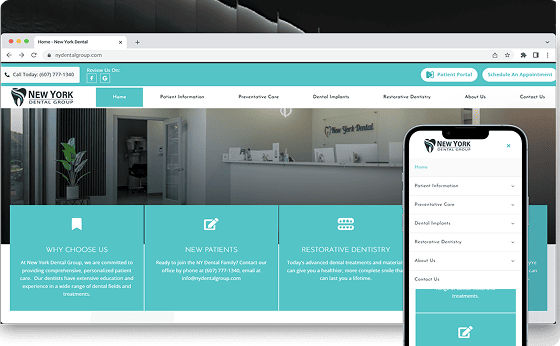 Home - New York Dental
nydentalgroup.com
Call Today: (607) 777-1340
Review Us On:
Patient Portal
Schedule An Appointment
NEW YORK
DENTAL GROUP
Home
Patient Information
Preventative Care
Dental Implants
Restorative Dentistry
About Us
Contact Us
New York Dental
WHY CHOOSE US
At New York Dental Group, we are committed to
providing comprehensive, personalized patient
care. Our dentists have extensive education and
experience in a wide range of dental fields and
treatments.
NEW PATIENTS
Ready to join the NY Dental Family? Contact our
office by phone at (607) 777-1340, email at
info@nydentalgroup.com
RESTORATIVE DENTISTRY
Today's advanced dental treatments and material
can give you a healthier, more complete smile tha
can last you a lifetime.
NEW YORK
DENTAL GROUP
Home
Patient Information
Preventative Care
Dental Implants
Restorative Dentistry
About Us
Contact Us
treatments.